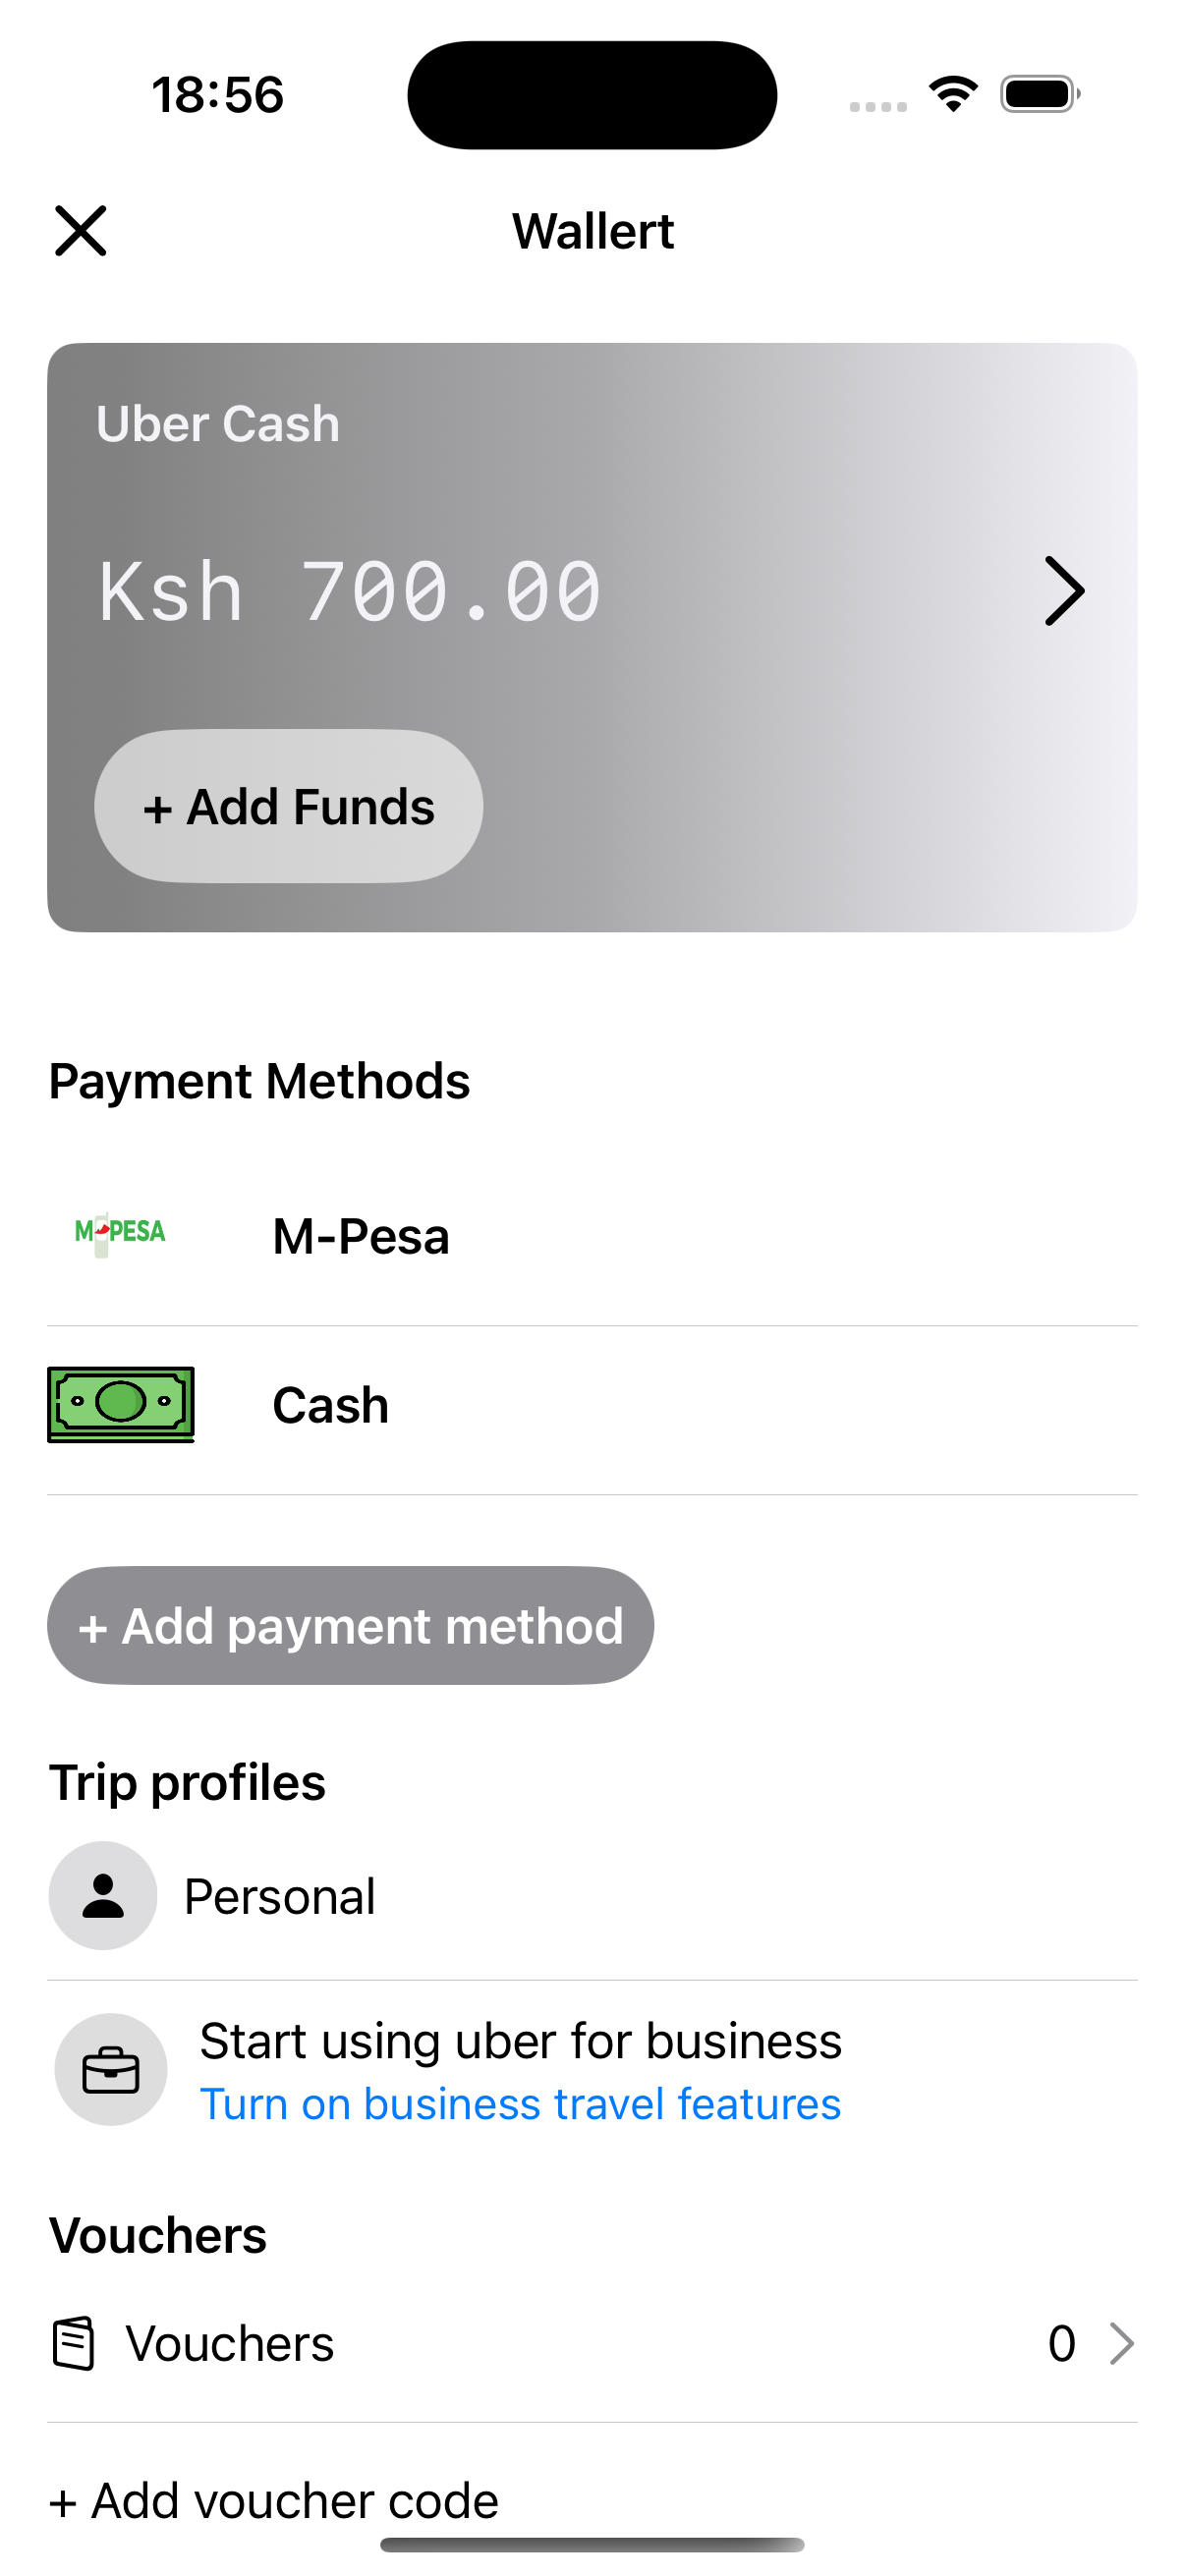 18:56
Wallert
Uber Cash
Ksh 700.00
+ Add Funds
Payment Methods
M-PESA M-Pesa
Cash
+ Add payment method
Trip profiles
Personal
Start using uber for business
Turn on business travel features
Vouchers
Vouchers 0
+ Add voucher code